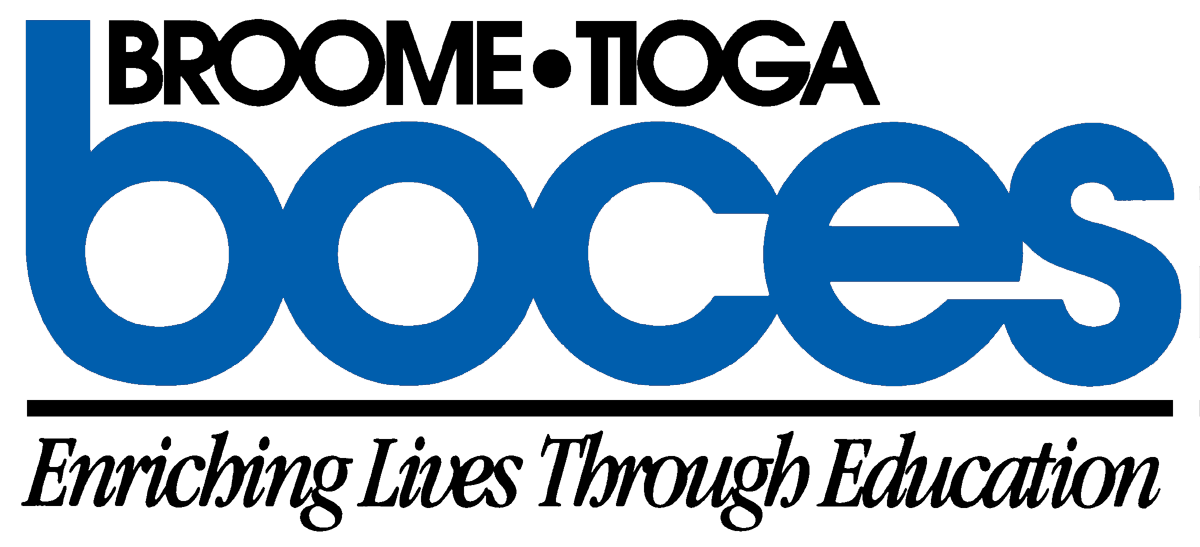 BROOME•TIOGA
boces
Enriching Lives Through Education